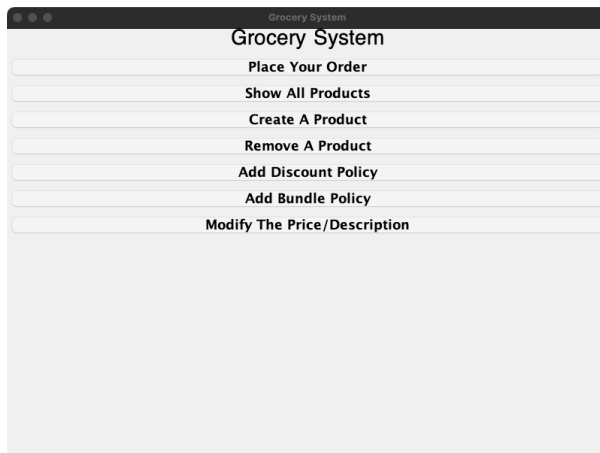 Grocery System
Grocery System
Place Your Order
Show All Products
Create A Product
Remove A Product
Add Discount Policy
Add Bundle Policy
Modify The Price/Description